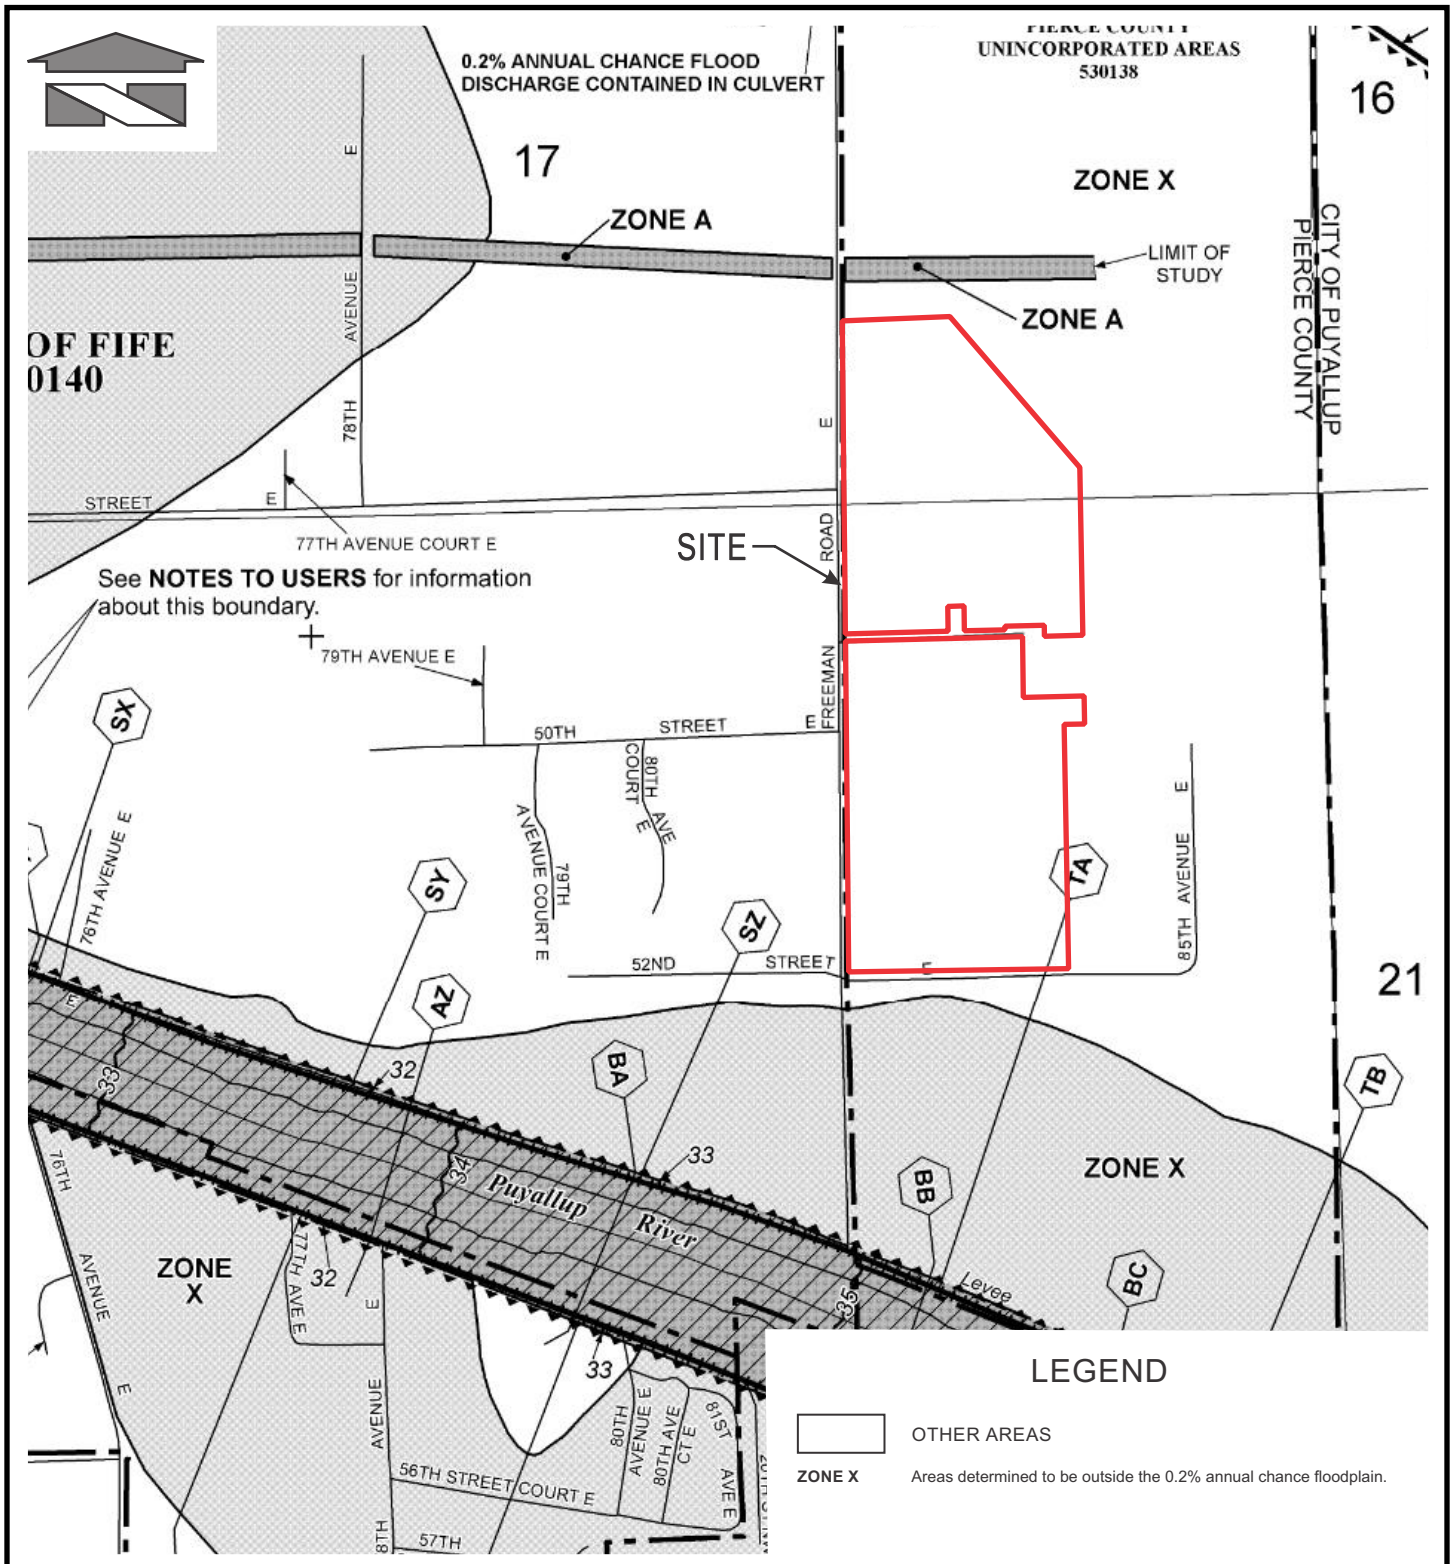 PIERCE COUNTY
UNINCORPORATED AREAS
530138
0.2% ANNUAL CHANCE FLOOD
DISCHARGE CONTAINED IN CULVERT
16
17
ZONE X
ZONE A
E
CITY OF PUYALLUP
PIERCE COUNTY
LIMIT OF
STUDY
ZONE A
OF FIFE
0140
78TH AVENUE
E
STREET
E
77TH AVENUE COURT E
SITE
ROAD
See NOTES TO USERS for information
about this boundary.
79TH AVENUE E
FREEMAN
SX
50TH STREET E
80TH AVE
COURT E
79TH
AVENUE COURT E
76TH AVENUE E
SY
TA
85TH AVENUE E
SZ
52ND STREET
E
21
AZ
E
33
32
BA
TB
33
34
Puyallup River
ZONE X
BB
76TH AVENUE E
ZONE
X
77TH AVE E
32
E
35
Levee
BC
33
LEGEND
80TH
AVENUE E
80TH AVE
CT E
81ST AVE E
AVENUE
8TH
56TH STREET COURT E
57TH
OTHER AREAS
ZONE X Areas determined to be outside the 0.2% annual chance floodplain.